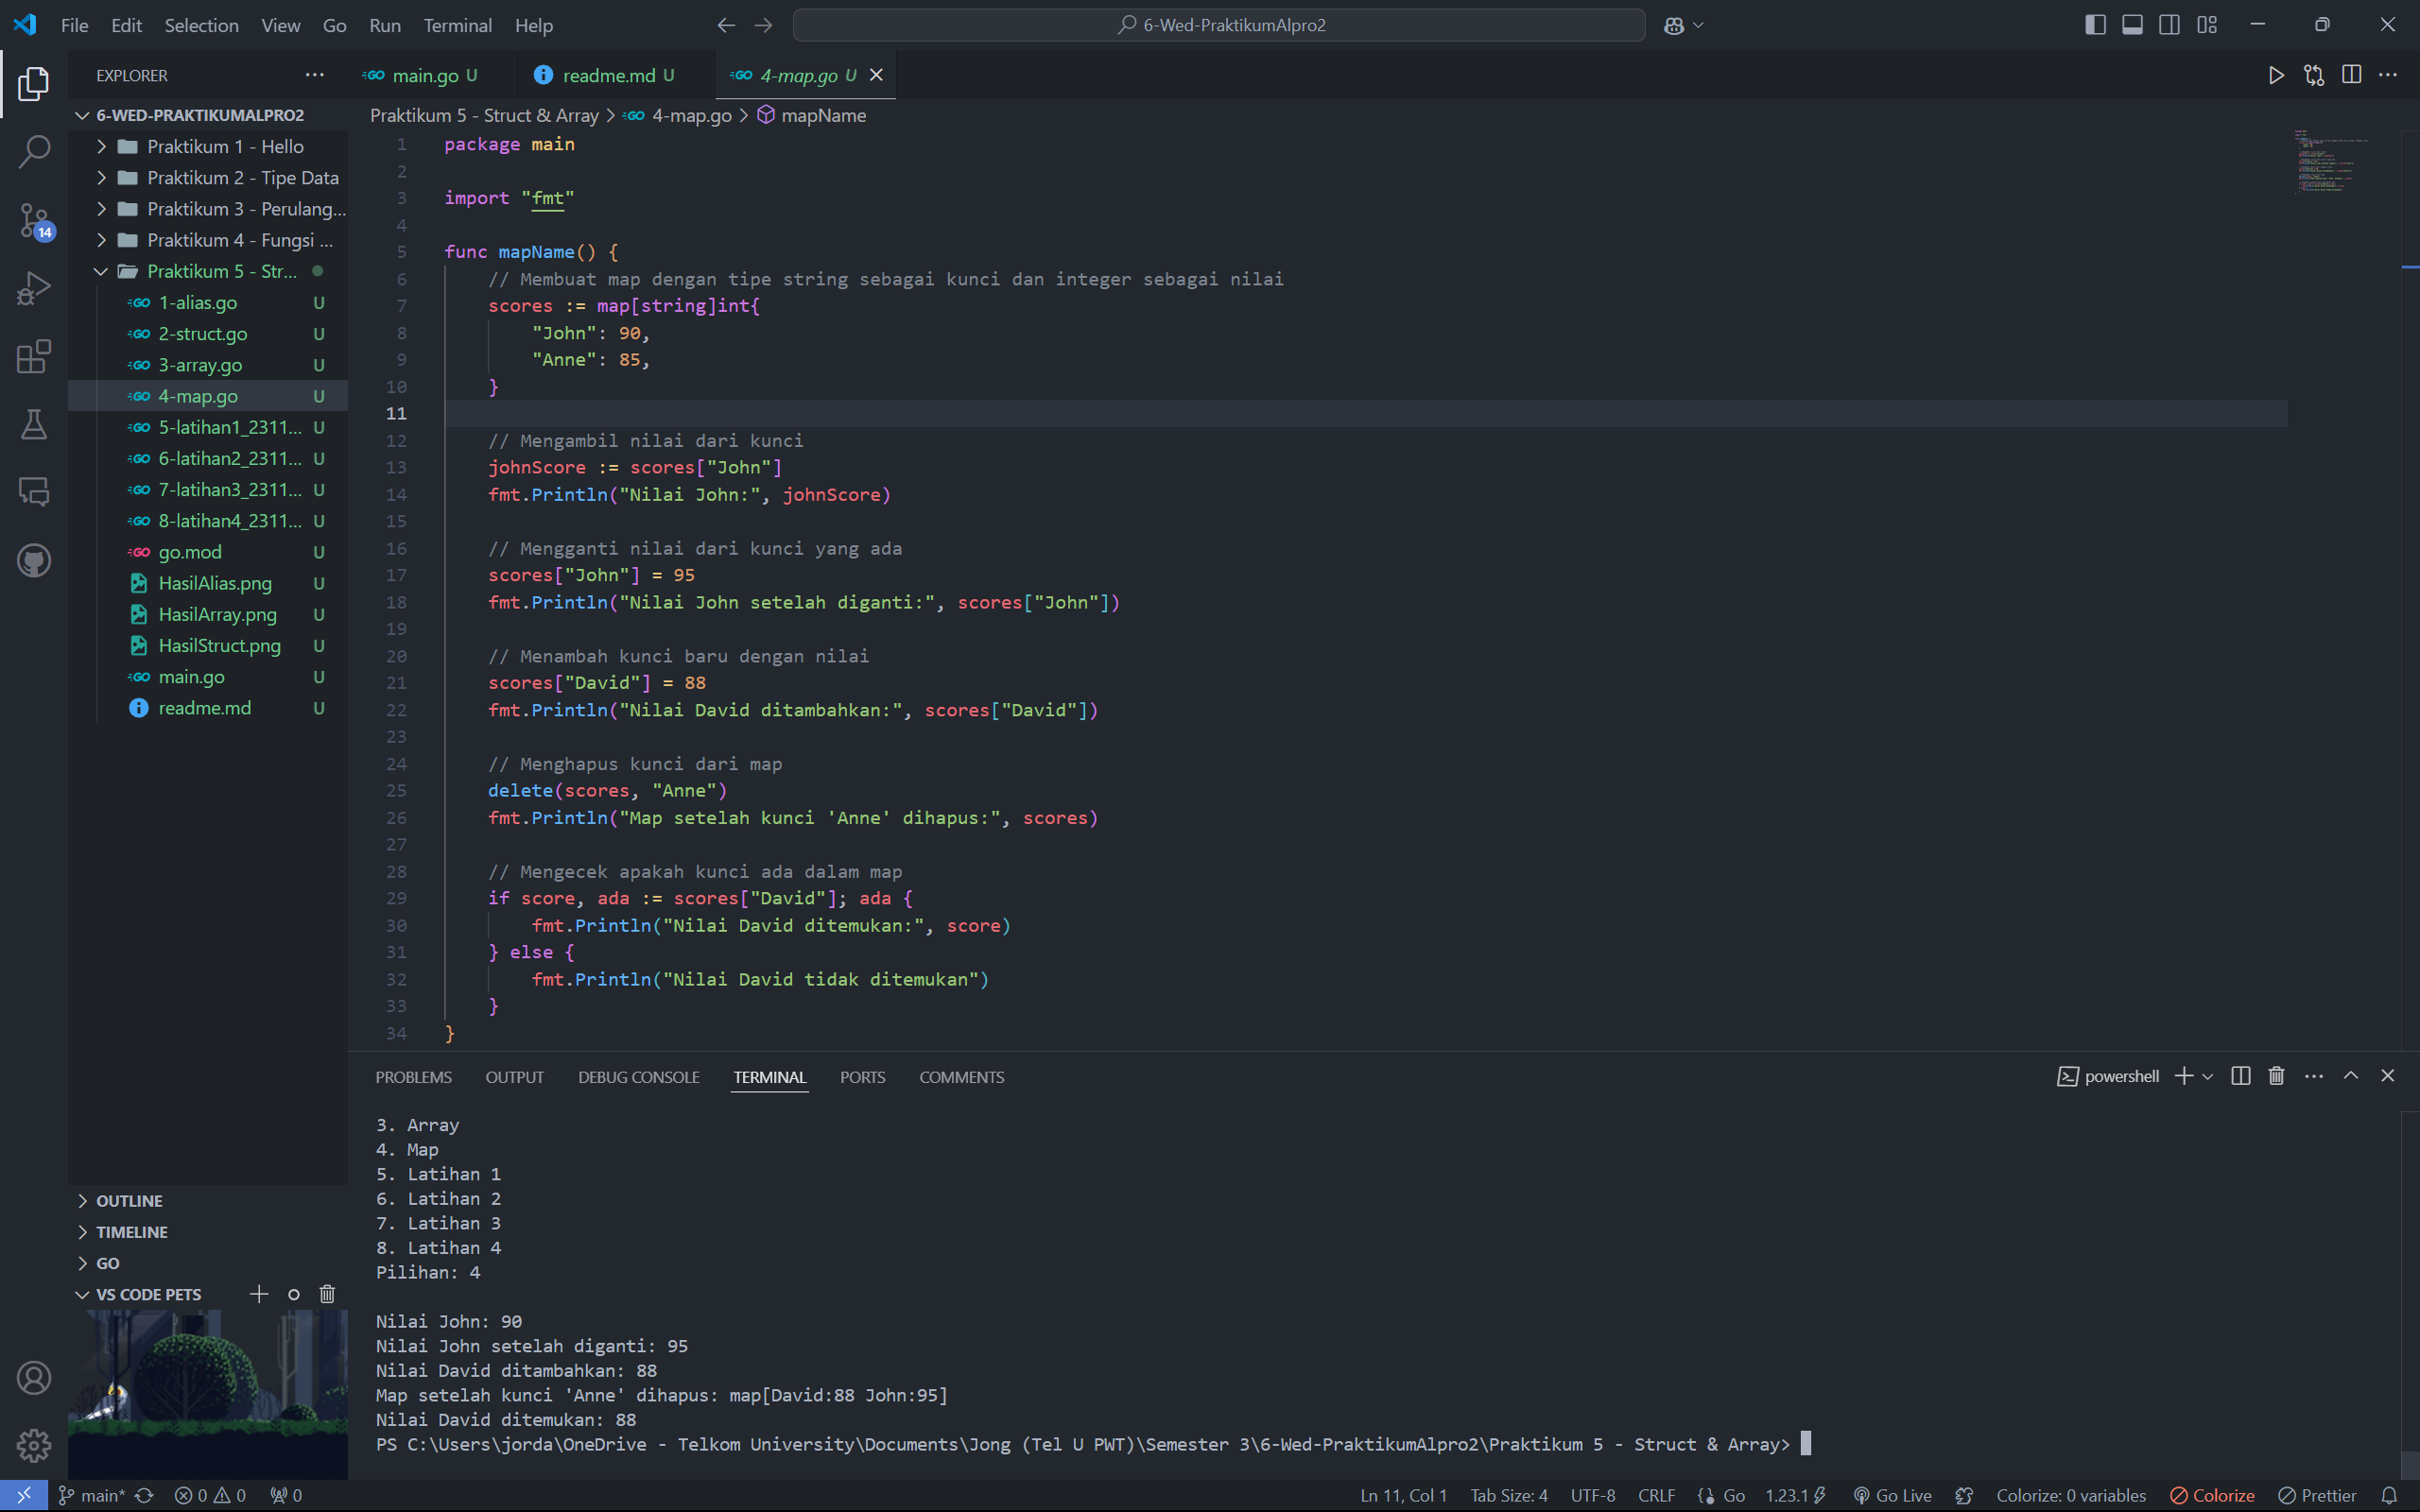 File Edit Selection View Go Run Terminal Help
6-Wed-PraktikumAlpro2
EXPLORER
main.go U
readme.md U
4-map.go U
6-WED-PRAKTIKUMALPRO2
Praktikum 5 - Struct & Array > 4-map.go > mapName
Praktikum 1 - Hello
Praktikum 2 - Tipe Data
Praktikum 3 - Perulang...
Praktikum 4 - Fungsi ...
Praktikum 5 - Str...
1-alias.go U
2-struct.go U
3-array.go U
4-map.go U
5-latihan1_2311... U
6-latihan2_2311... U
7-latihan3_2311... U
8-latihan4_2311... U
go.mod U
HasilAlias.png U
HasilArray.png U
HasilStruct.png U
main.go U
readme.md U
14
OUTLINE
TIMELINE
GO
VS CODE PETS
1 package main
2
3 import "fmt"
4
5 func mapName() {
6 // Membuat map dengan tipe string sebagai kunci dan integer sebagai nilai
7 scores := map[string]int{
8 "John": 90,
9 "Anne": 85,
10 }
11
12 // Mengambil nilai dari kunci
13 johnScore := scores["John"]
14 fmt.Println("Nilai John:", johnScore)
15
16 // Mengganti nilai dari kunci yang ada
17 scores["John"] = 95
18 fmt.Println("Nilai John setelah diganti:", scores["John"])
19
20 // Menambah kunci baru dengan nilai
21 scores["David"] = 88
22 fmt.Println("Nilai David ditambahkan:", scores["David"])
23
24 // Menghapus kunci dari map
25 delete(scores, "Anne")
26 fmt.Println("Map setelah kunci 'Anne' dihapus:", scores)
27
28 // Mengecek apakah kunci ada dalam map
29 if score, ada := scores["David"]; ada {
30 fmt.Println("Nilai David ditemukan:", score)
31 } else {
32 fmt.Println("Nilai David tidak ditemukan")
33 }
34 }
PROBLEMS OUTPUT DEBUG CONSOLE TERMINAL PORTS COMMENTS
powershell
3. Array
4. Map
5. Latihan 1
6. Latihan 2
7. Latihan 3
8. Latihan 4
Pilihan: 4
Nilai John: 90
Nilai John setelah diganti: 95
Nilai David ditambahkan: 88
Map setelah kunci 'Anne' dihapus: map[David:88 John:95]
Nilai David ditemukan: 88
PS C:\Users\jorda\OneDrive - Telkom University\Documents\Jong (Tel U PWT)\Semester 3\6-Wed-PraktikumAlpro2\Praktikum 5 - Struct & Array>
main* 0 0 0 Ln 11, Col 1 Tab Size: 4 UTF-8 CRLF Go 1.23.1 Go Live Colorize: 0 variables Colorize Prettier